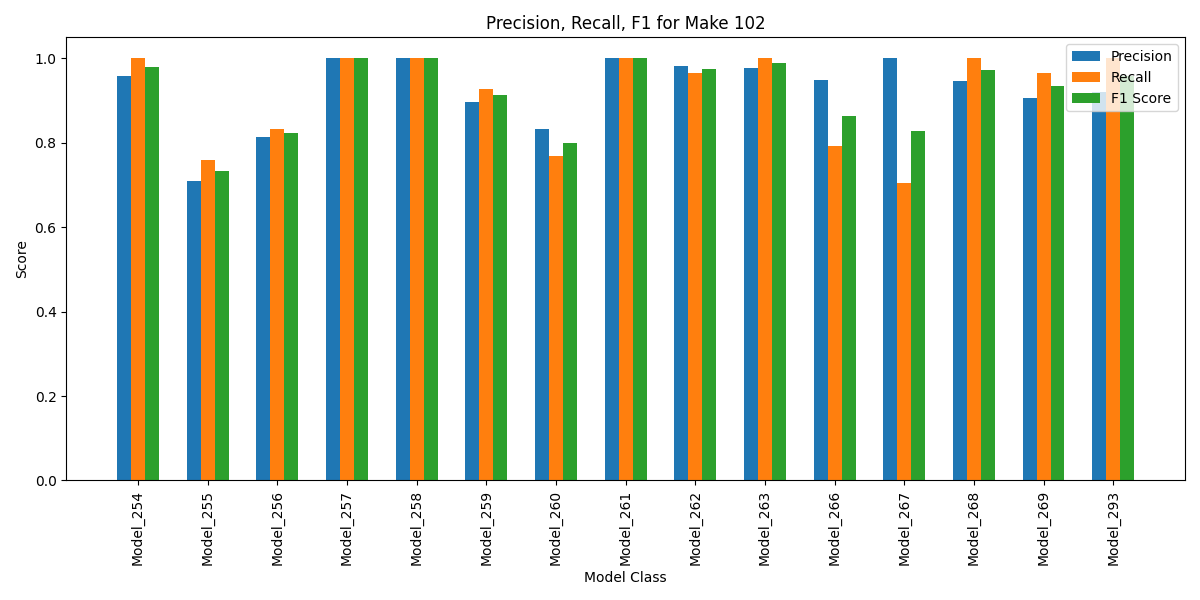 Precision, Recall, F1 for Make 102
Precision
Recall
F1 Score
1.0
0.8
0.6
0.4
0.2
0.0
Score
Model_254
Model_255
Model_256
Model_257
Model_258
Model_259
Model_260
Model_261
Model_262
Model_263
Model_266
Model_267
Model_268
Model_269
Model_293
Model Class